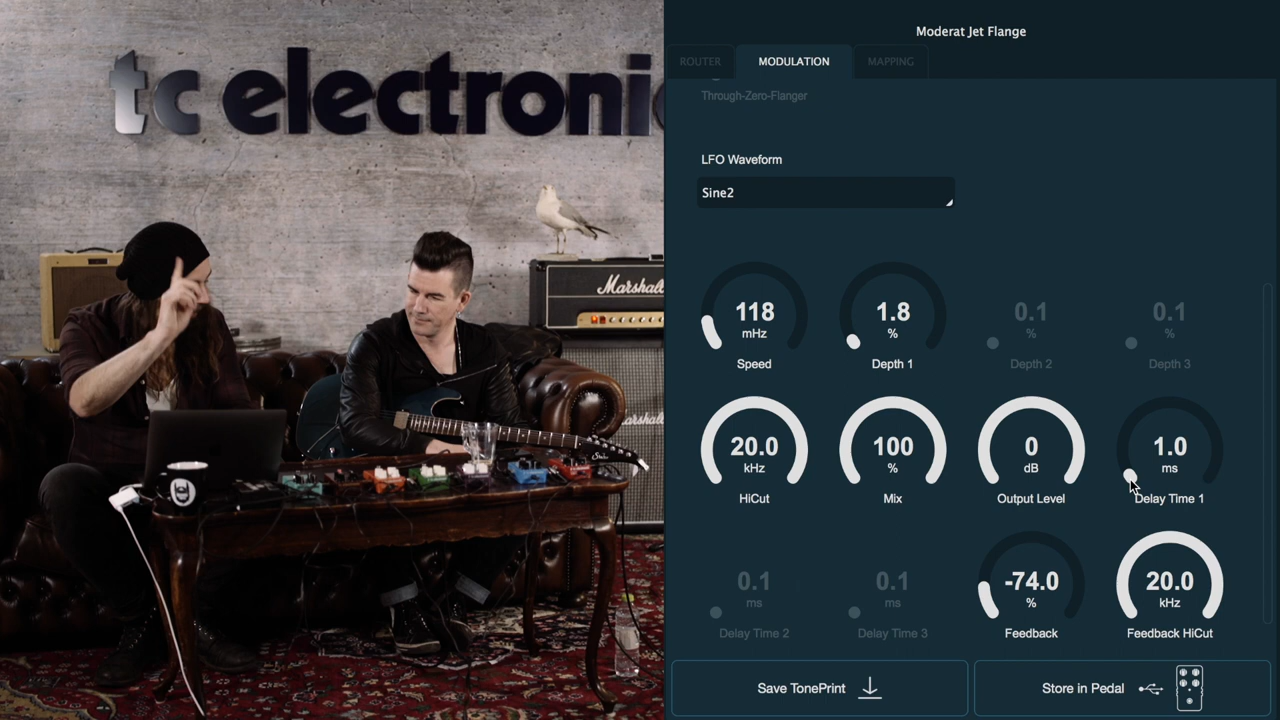 tc electronic
Marshall
Marshall
Moderat Jet Flange
ROUTER
MODULATION
MAPPING
Through-Zero-Flanger
LFO Waveform
Sine2
118
mHz
Speed
1.8
%
Depth 1
0.1
%
Depth 2
0.1
%
Depth 3
20.0
kHz
HiCut
100
%
Mix
0
dB
Output Level
1.0
ms
Delay Time 1
0.1
ms
Delay Time 2
0.1
ms
Delay Time 3
-74.0
%
Feedback
20.0
kHz
Feedback HiCut
Save TonePrint
Store in Pedal